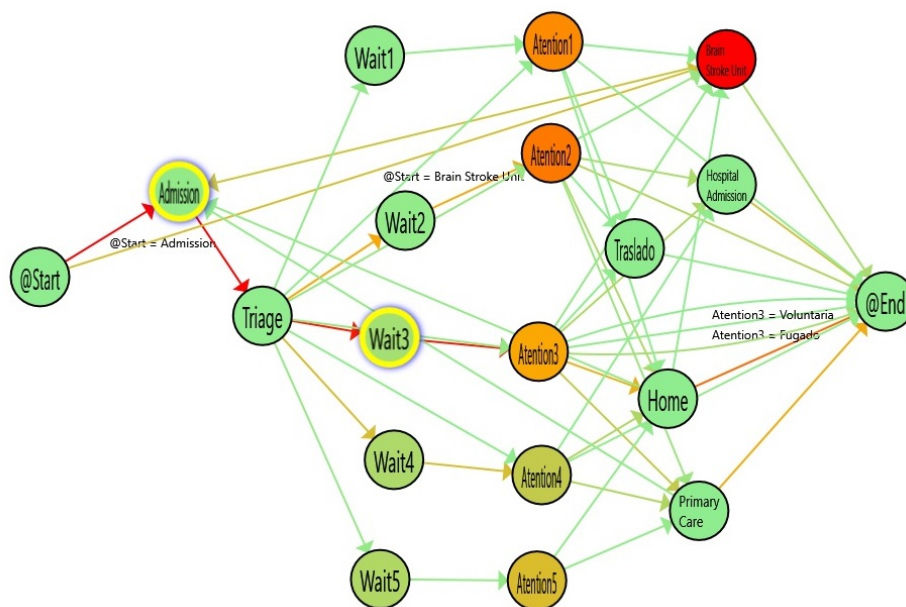 Wait1
Atention1
Brain
Stroke Unit
Admission
@Start = Brain Stroke Unit
Atention2
Hospital
Admission
Wait2
@Start = Admission
Traslado
@Start
Triage
Wait3
Atention3
Atention3 = Voluntaria
Atention3 = Fugado
@End
Home
Wait4
Atention4
Primary
Care
Wait5
Atention5